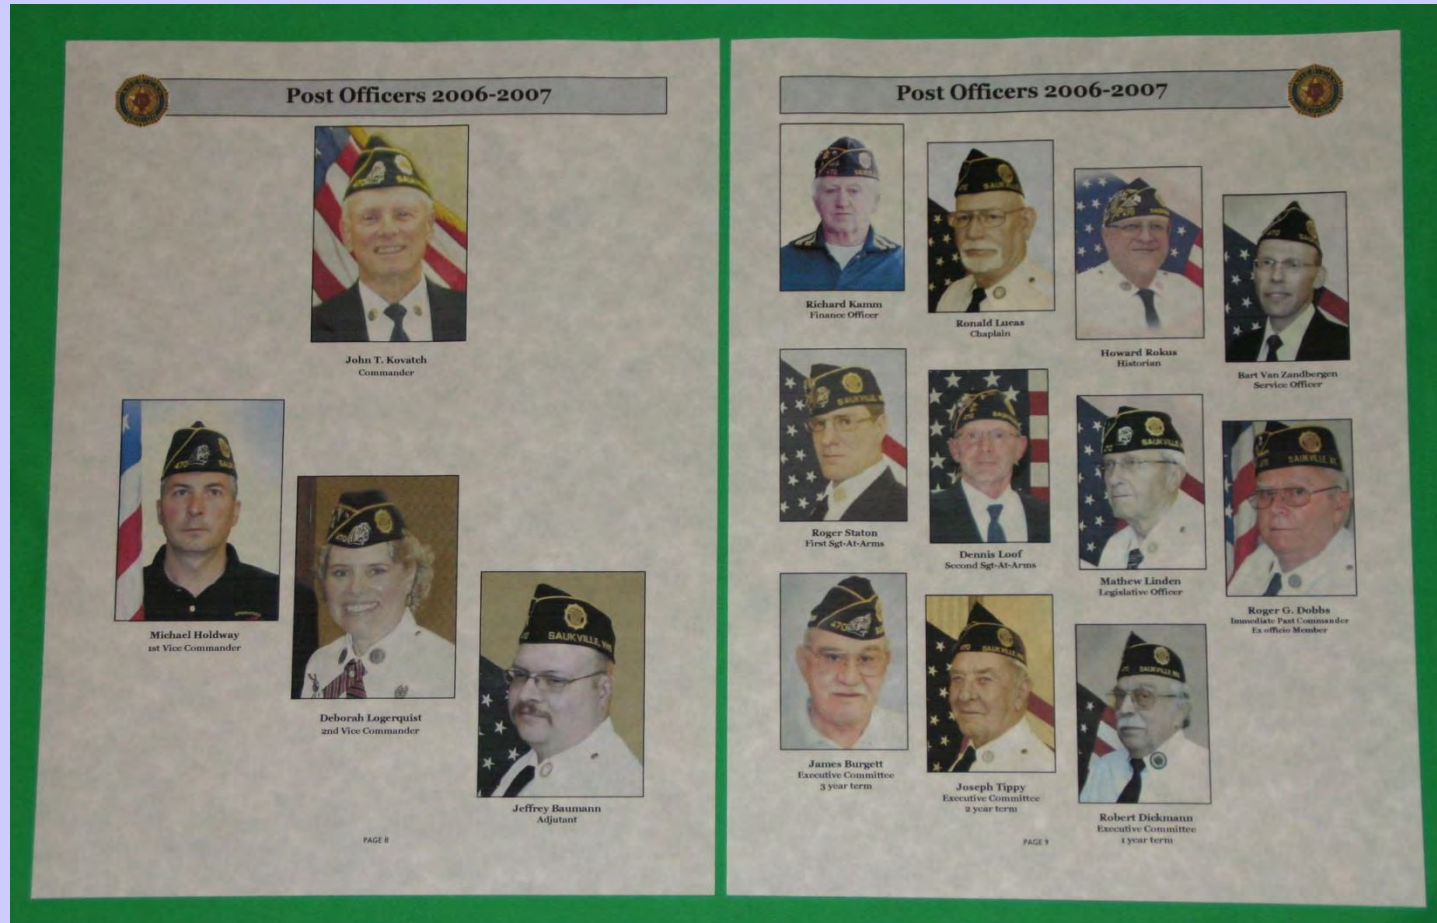 Post Officers 2006-2007
John T. Kovatch
Commander
Michael Holdway
1st Vice Commander
Deborah Logerquist
2nd Vice Commander
Jeffrey Baumann
Adjutant
PAGE 8
Post Officers 2006-2007
Richard Kamm
Finance Officer
Ronald Lucas
Chaplain
Howard Rokus
Historian
Bart Van Zandbergen
Service Officer
Roger Staton
First Sgt-At-Arms
Dennis Loof
Second Sgt-At-Arms
Mathew Linden
Legislative Officer
Roger G. Dobbs
Immediate Past Commander
Ex officio Member
James Burgett
Executive Committee
3 year term
Joseph Tippy
Executive Committee
2 year term
Robert Dickmann
Executive Committee
1 year term
PAGE 9